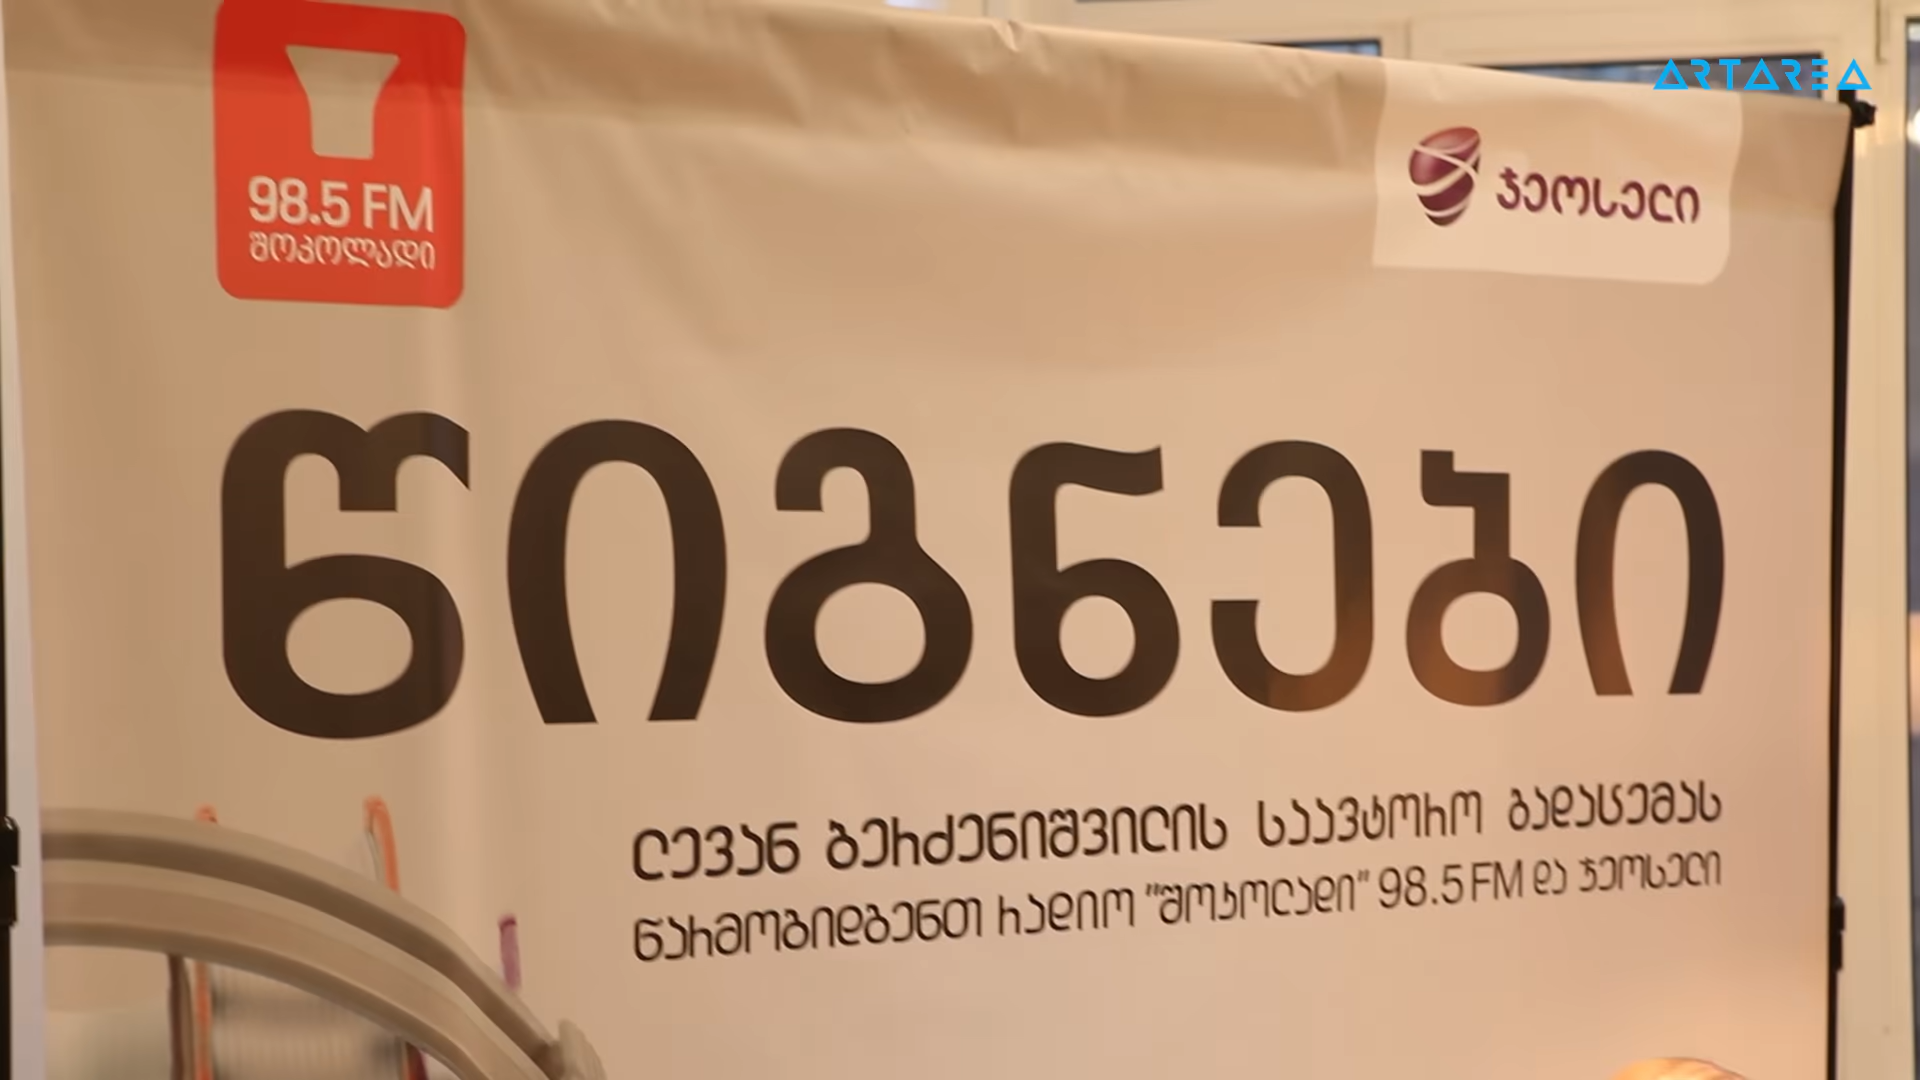 ARTAREA
98.5 FM
შოკოლადი
ჯეოსელი
წიგნები
ლევან ბერძენიშვილის საავტორო გადაცემას
წარმოგიდგენთ რადიო "შოკოლადი" 98.5 FM და ჯეოსელი